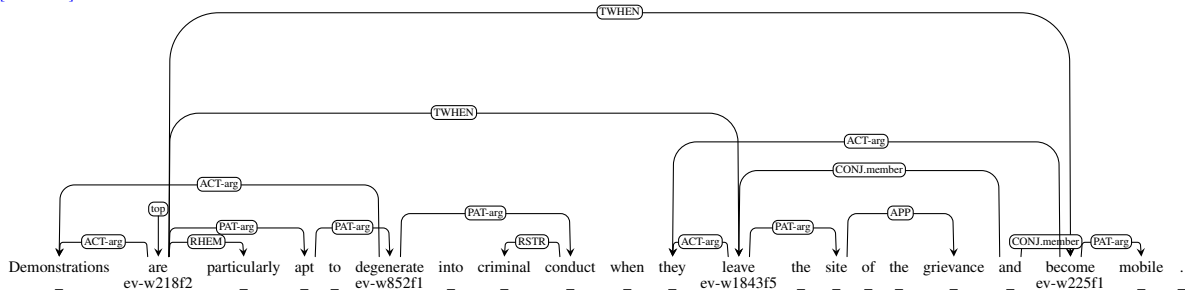 TWHEN
TWHEN
ACT-arg
CONJ.member
ACT-arg
top
PAT-arg
APP
PAT-arg PAT-arg PAT-arg
ACT-arg RHEM RSTR ACT-arg CONJ.member PAT-arg
Demonstrations are particularly apt to degenerate into criminal conduct when they leave the site of the grievance and become mobile .
_ ev-w218f2 _ _ _ ev-w852f1 _ _ _ _ _ ev-w1843f5 _ _ _ _ _ _ ev-w225f1 _ _